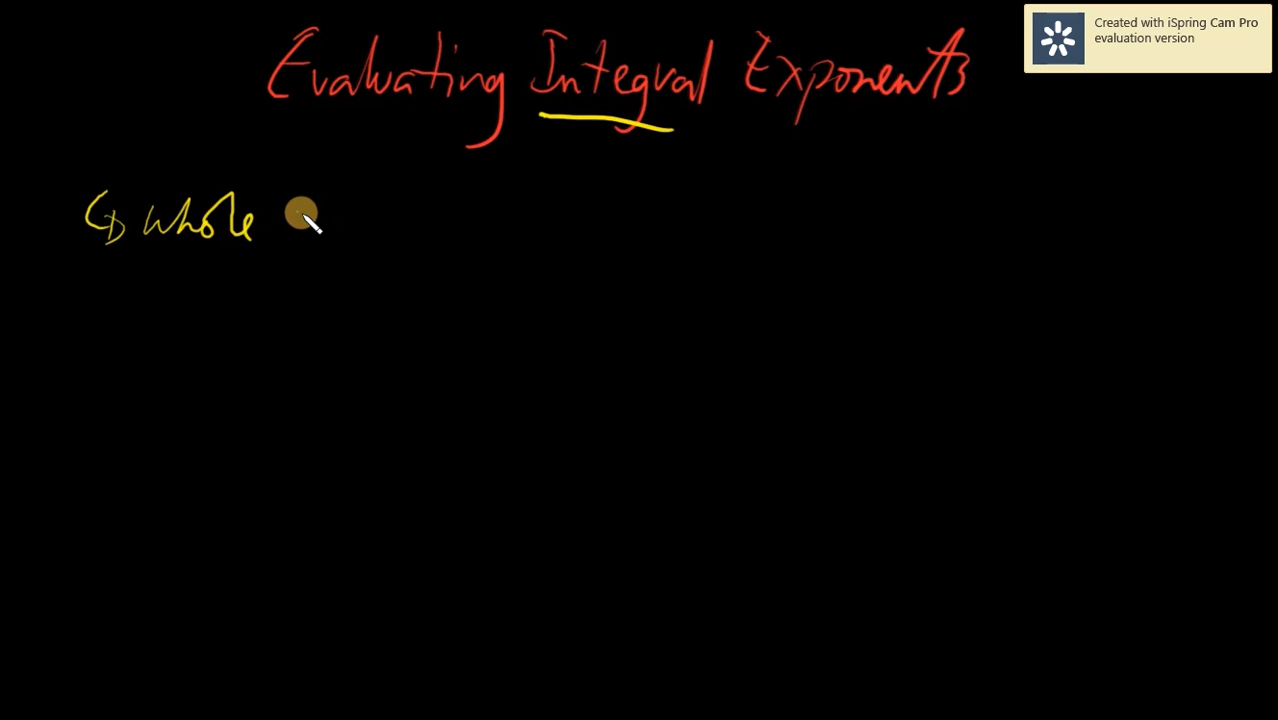 Evaluating Integral Exponents
Created with iSpring Cam Pro
evaluation version
↳ whole